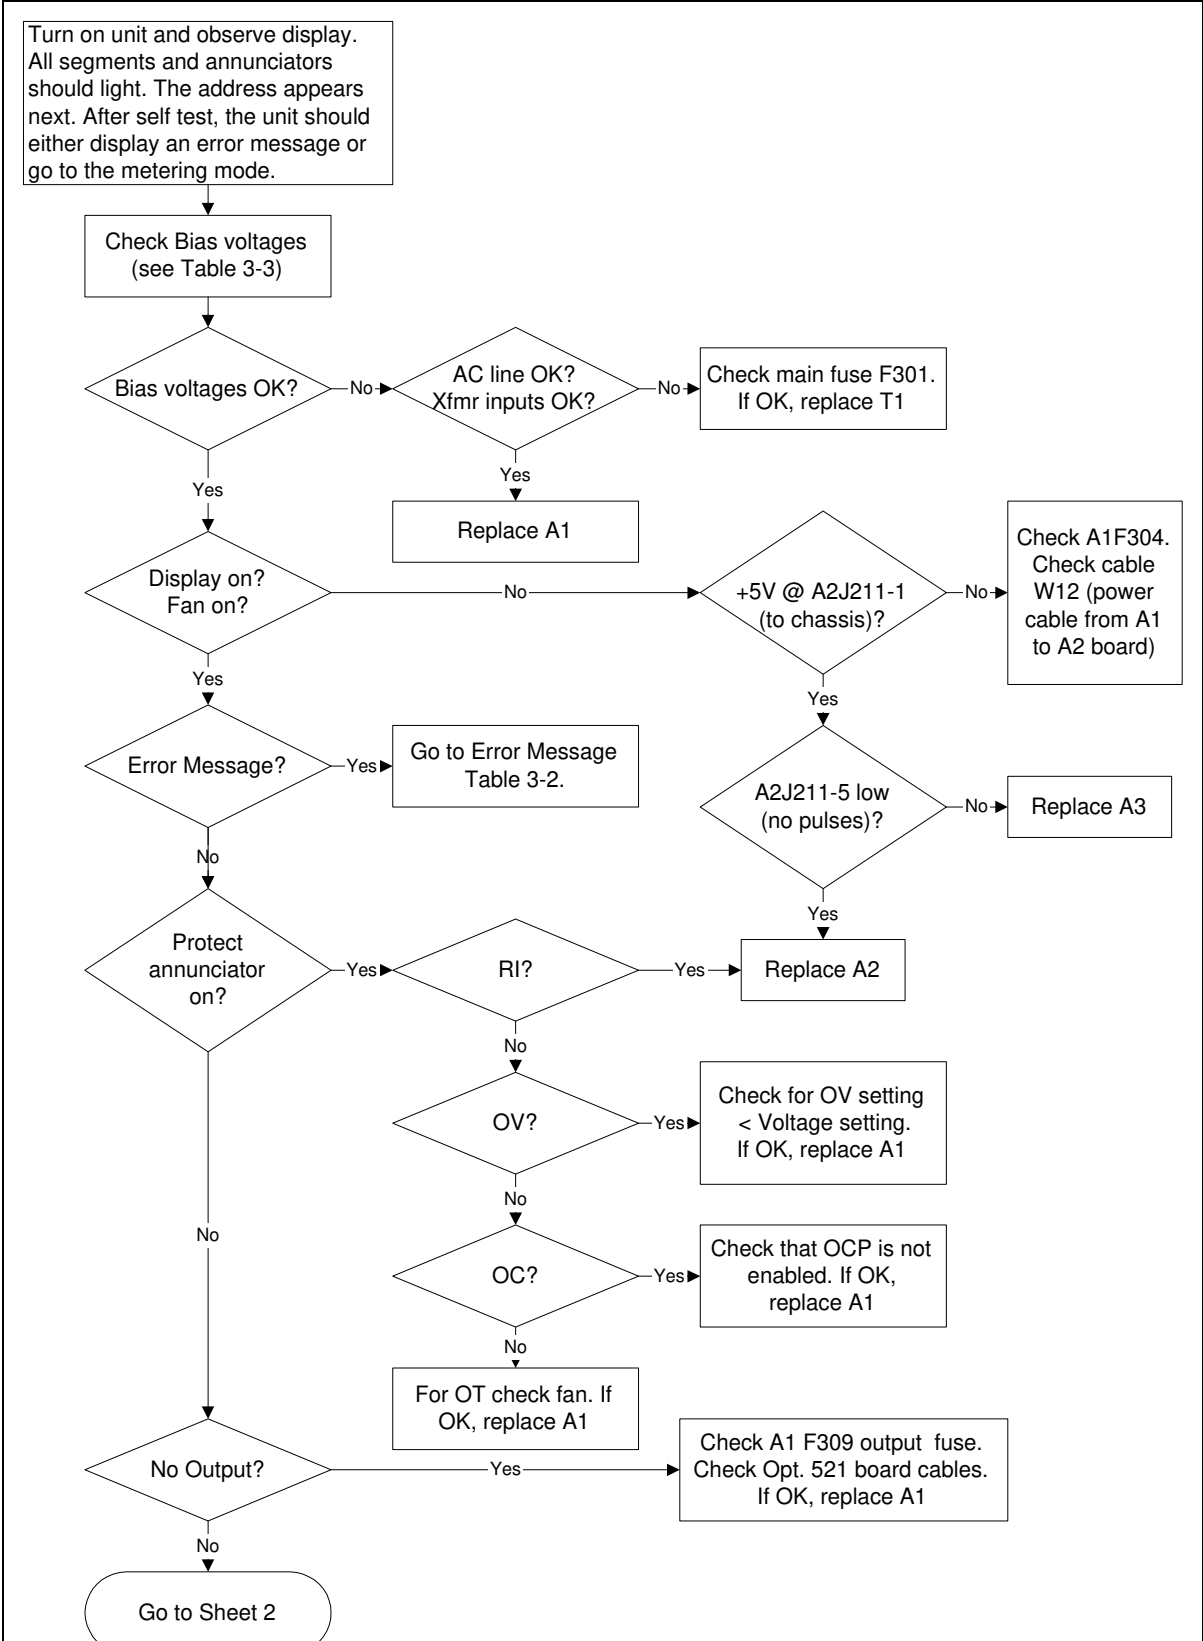 Turn on unit and observe display.
All segments and annunciators
should light. The address appears
next. After self test, the unit should
either display an error message or
go to the metering mode.
Check Bias voltages
(see Table 3-3)
Bias voltages OK?
No
AC line OK?
Xfmr inputs OK?
No
Check main fuse F301.
If OK, replace T1
Yes
Yes
Replace A1
Display on?
Fan on?
No
+5V @ A2J211-1
(to chassis)?
No
Check A1F304.
Check cable
W12 (power
cable from A1
to A2 board)
Yes
Yes
Error Message?
Yes
Go to Error Message
Table 3-2.
A2J211-5 low
(no pulses)?
No
Replace A3
No
Yes
Protect
annunciator
on?
Yes
RI?
Yes
Replace A2
No
OV?
Yes
Check for OV setting
< Voltage setting.
If OK, replace A1
No
No
OC?
Yes
Check that OCP is not
enabled. If OK,
replace A1
No
For OT check fan. If
OK, replace A1
No Output?
Yes
Check A1 F309 output fuse.
Check Opt. 521 board cables.
If OK, replace A1
No
Go to Sheet 2